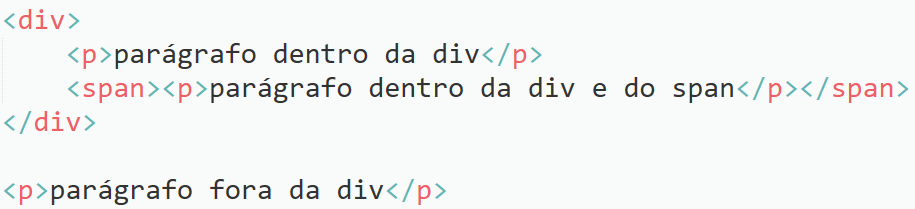 <div>
    <p>parágrafo dentro da div</p>
    <span><p>parágrafo dentro da div e do span</p></span>
</div>

<p>parágrafo fora da div</p>